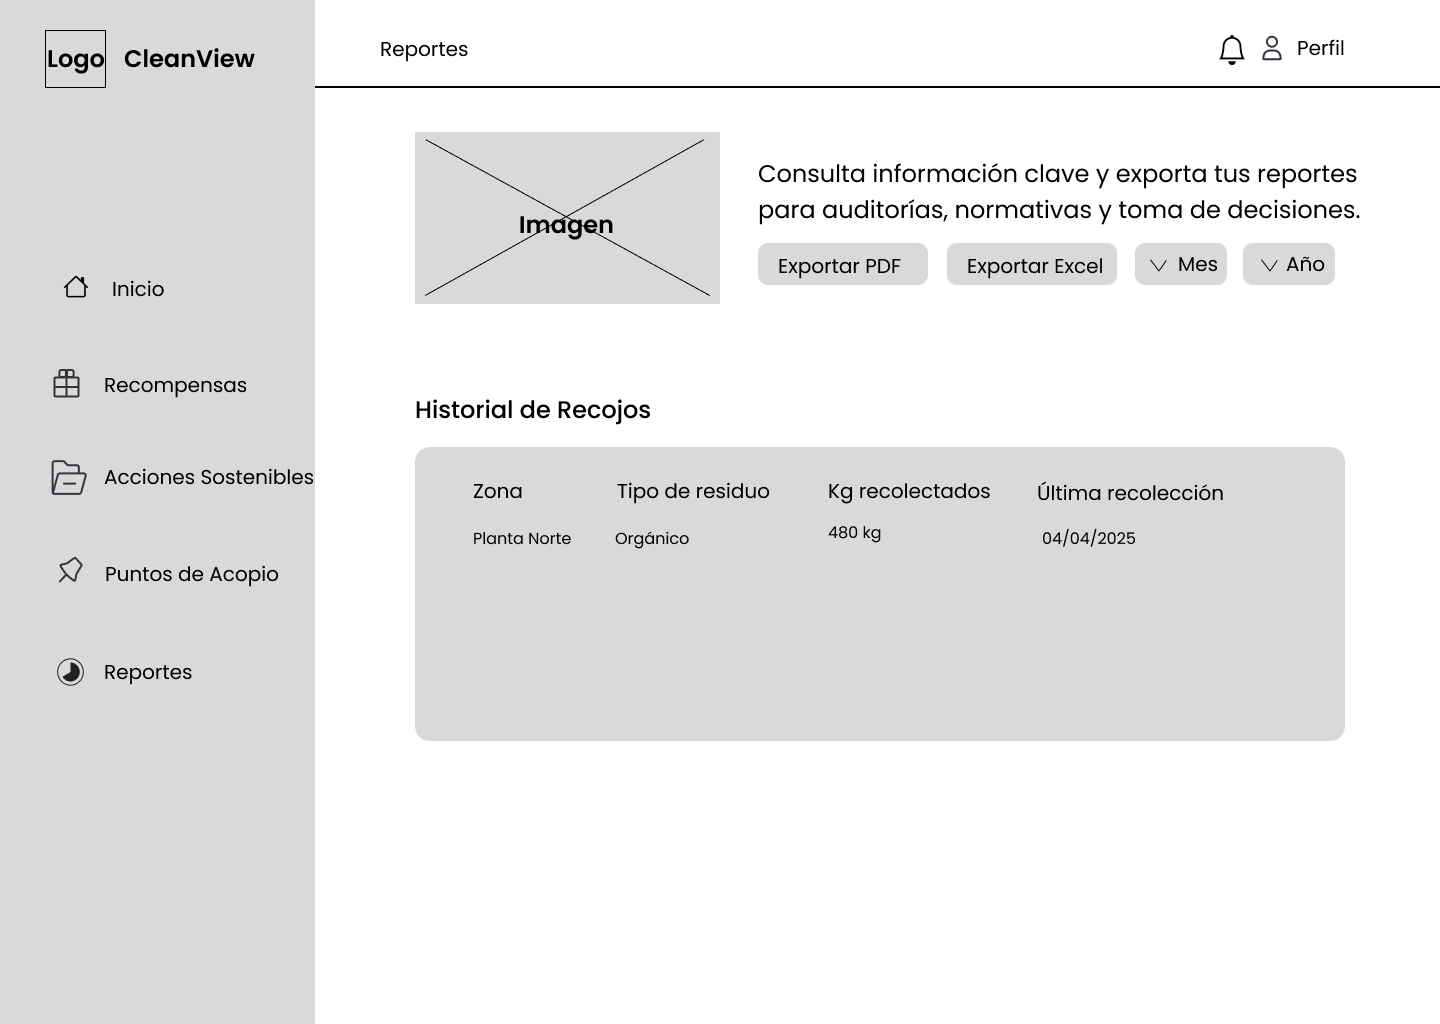 Logo CleanView
Reportes
Perfil
Inicio
Recompensas
Acciones Sostenibles
Puntos de Acopio
Reportes
Imagen
Consulta información clave y exporta tus reportes
para auditorías, normativas y toma de decisiones.
Exportar PDF
Exportar Excel
Mes
Año
Historial de Recojos
Zona Tipo de residuo Kg recolectados Última recolección
Planta Norte Orgánico 480 kg 04/04/2025